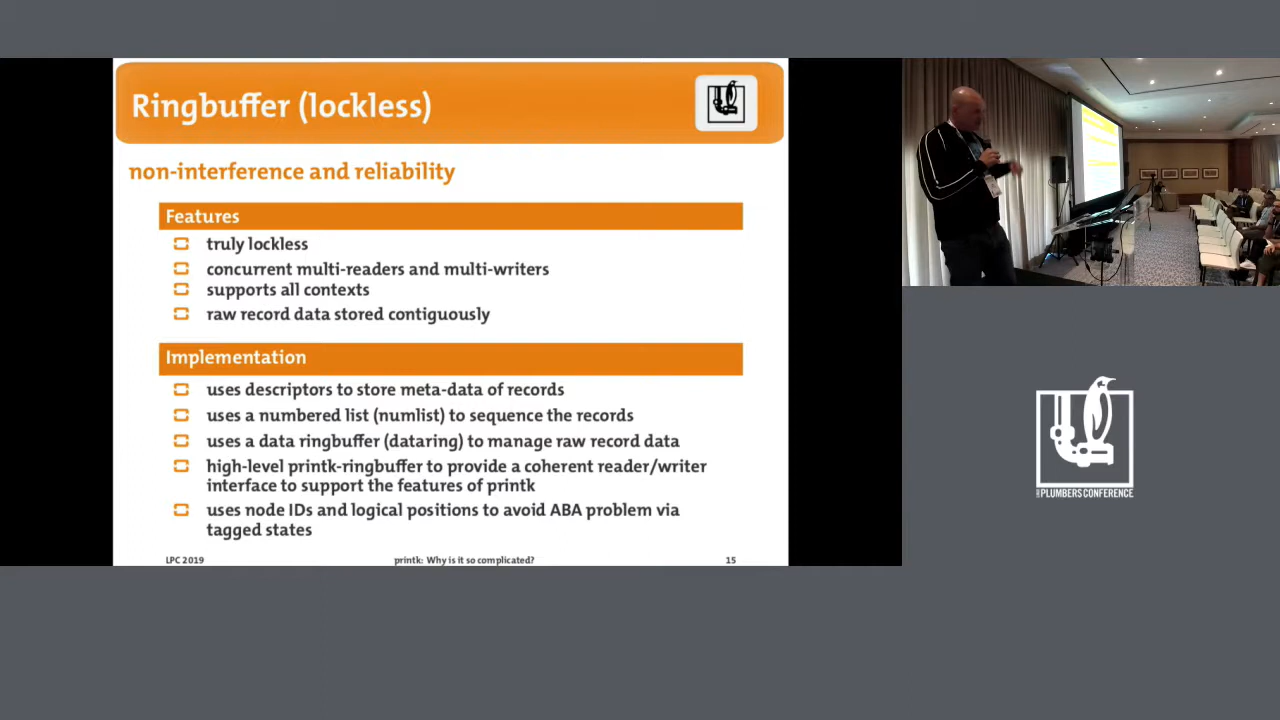 Ringbuffer (lockless)
non-interference and reliability
Features
truly lockless
concurrent multi-readers and multi-writers
supports all contexts
raw record data stored contiguously
Implementation
uses descriptors to store meta-data of records
uses a numbered list (numlist) to sequence the records
uses a data ringbuffer (dataring) to manage raw record data
high-level printk-ringbuffer to provide a coherent reader/writer
interface to support the features of printk
uses node IDs and logical positions to avoid ABA problem via
tagged states
LPC 2019
printk: Why is it so complicated?
15
PLUMBERS CONFERENCE